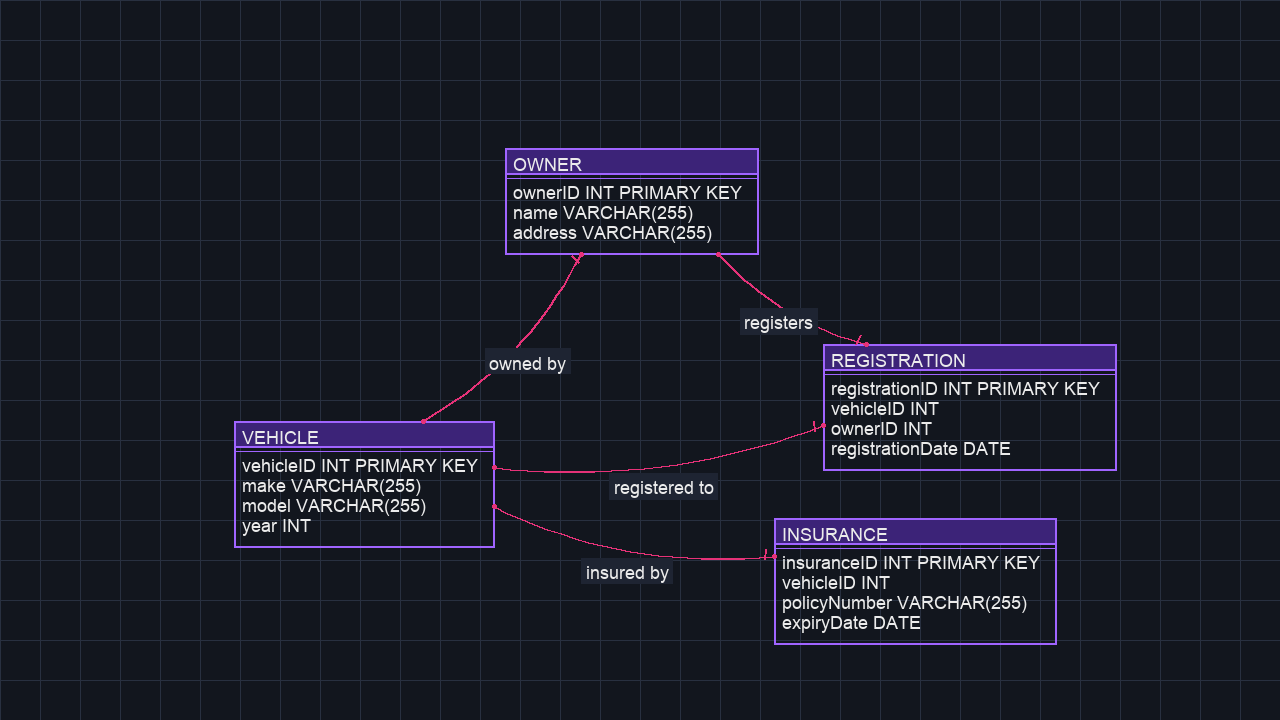 OWNER
ownerID INT PRIMARY KEY
name VARCHAR(255)
address VARCHAR(255)
registers
owned by
REGISTRATION
registrationID INT PRIMARY KEY
vehicleID INT
ownerID INT
registrationDate DATE
VEHICLE
vehicleID INT PRIMARY KEY
make VARCHAR(255)
model VARCHAR(255)
year INT
registered to
insured by
INSURANCE
insuranceID INT PRIMARY KEY
vehicleID INT
policyNumber VARCHAR(255)
expiryDate DATE